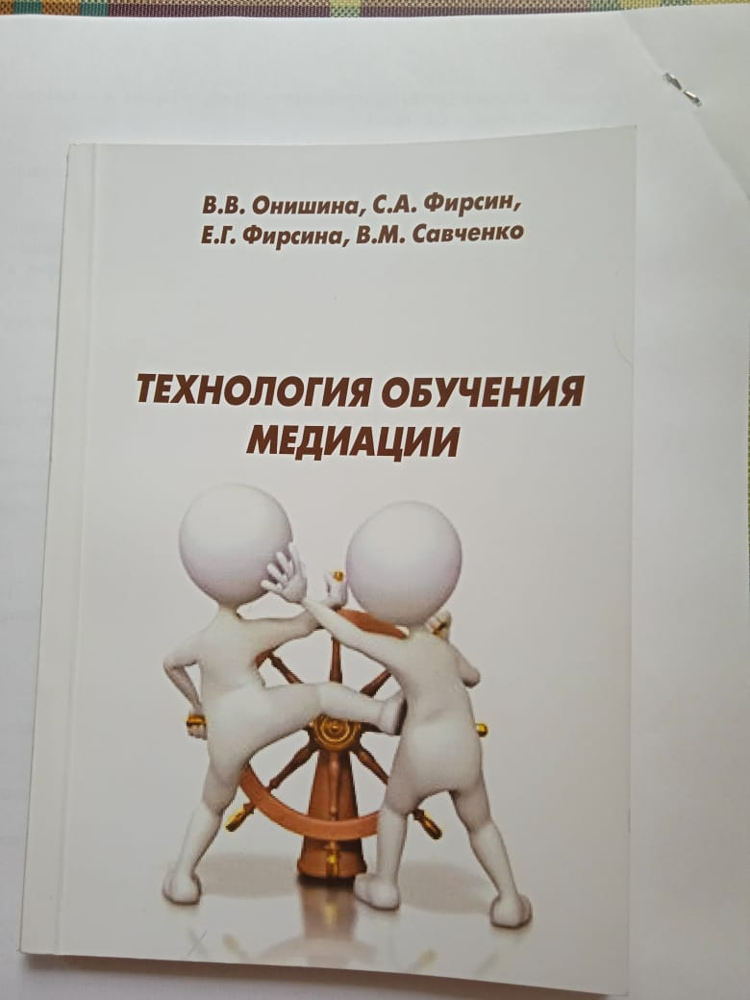 В.В. Онишина, С.А. Фирсин,
Е.Г. Фирсина, В.М. Савченко
ТЕХНОЛОГИЯ ОБУЧЕНИЯ
МЕДИАЦИИ